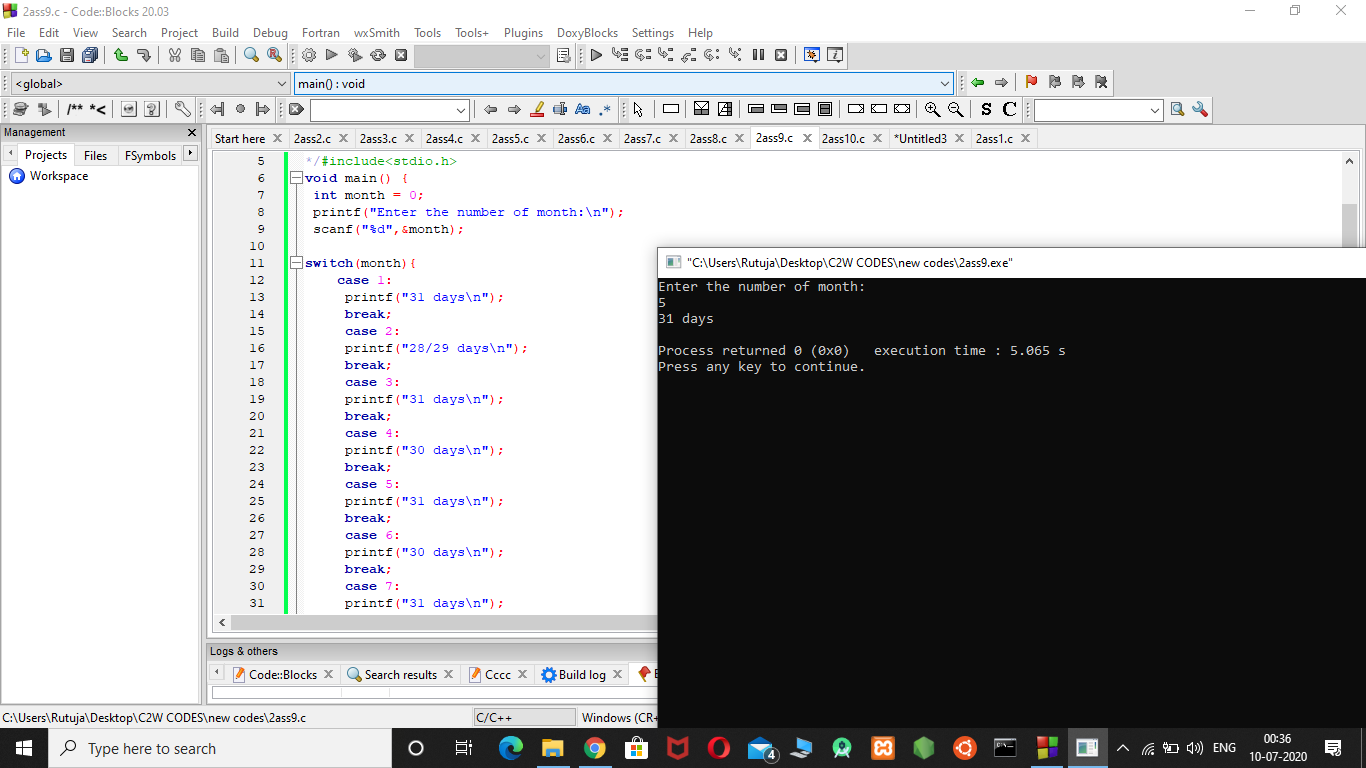 2ass9.c - Code::Blocks 20.03
File Edit View Search Project Build Debug Fortran wxSmith Tools Tools+ Plugins DoxyBlocks Settings Help
<global> main() : void
/** *< Aa .* S C
Management
Projects Files FSymbols
Workspace
Start here 2ass2.c 2ass3.c 2ass4.c 2ass5.c 2ass6.c 2ass7.c 2ass8.c 2ass9.c 2ass10.c *Untitled3 2ass1.c
5 */#include<stdio.h>
6 void main() {
7 int month = 0;
8 printf("Enter the number of month:\n");
9 scanf("%d",&month);
10
11 switch(month){
12 case 1:
13 printf("31 days\n");
14 break;
15 case 2:
16 printf("28/29 days\n");
17 break;
18 case 3:
19 printf("31 days\n");
20 break;
21 case 4:
22 printf("30 days\n");
23 break;
24 case 5:
25 printf("31 days\n");
26 break;
27 case 6:
28 printf("30 days\n");
29 break;
30 case 7:
31 printf("31 days\n");
"C:\Users\Rutuja\Desktop\C2W CODES\new codes\2ass9.exe"
Enter the number of month:
5
31 days
Process returned 0 (0x0) execution time : 5.065 s
Press any key to continue.
Logs & others
Code::Blocks Search results Cccc Build log
C:\Users\Rutuja\Desktop\C2W CODES\new codes\2ass9.c C/C++ Windows (CR+
Type here to search
4
ENG
00:36
10-07-2020